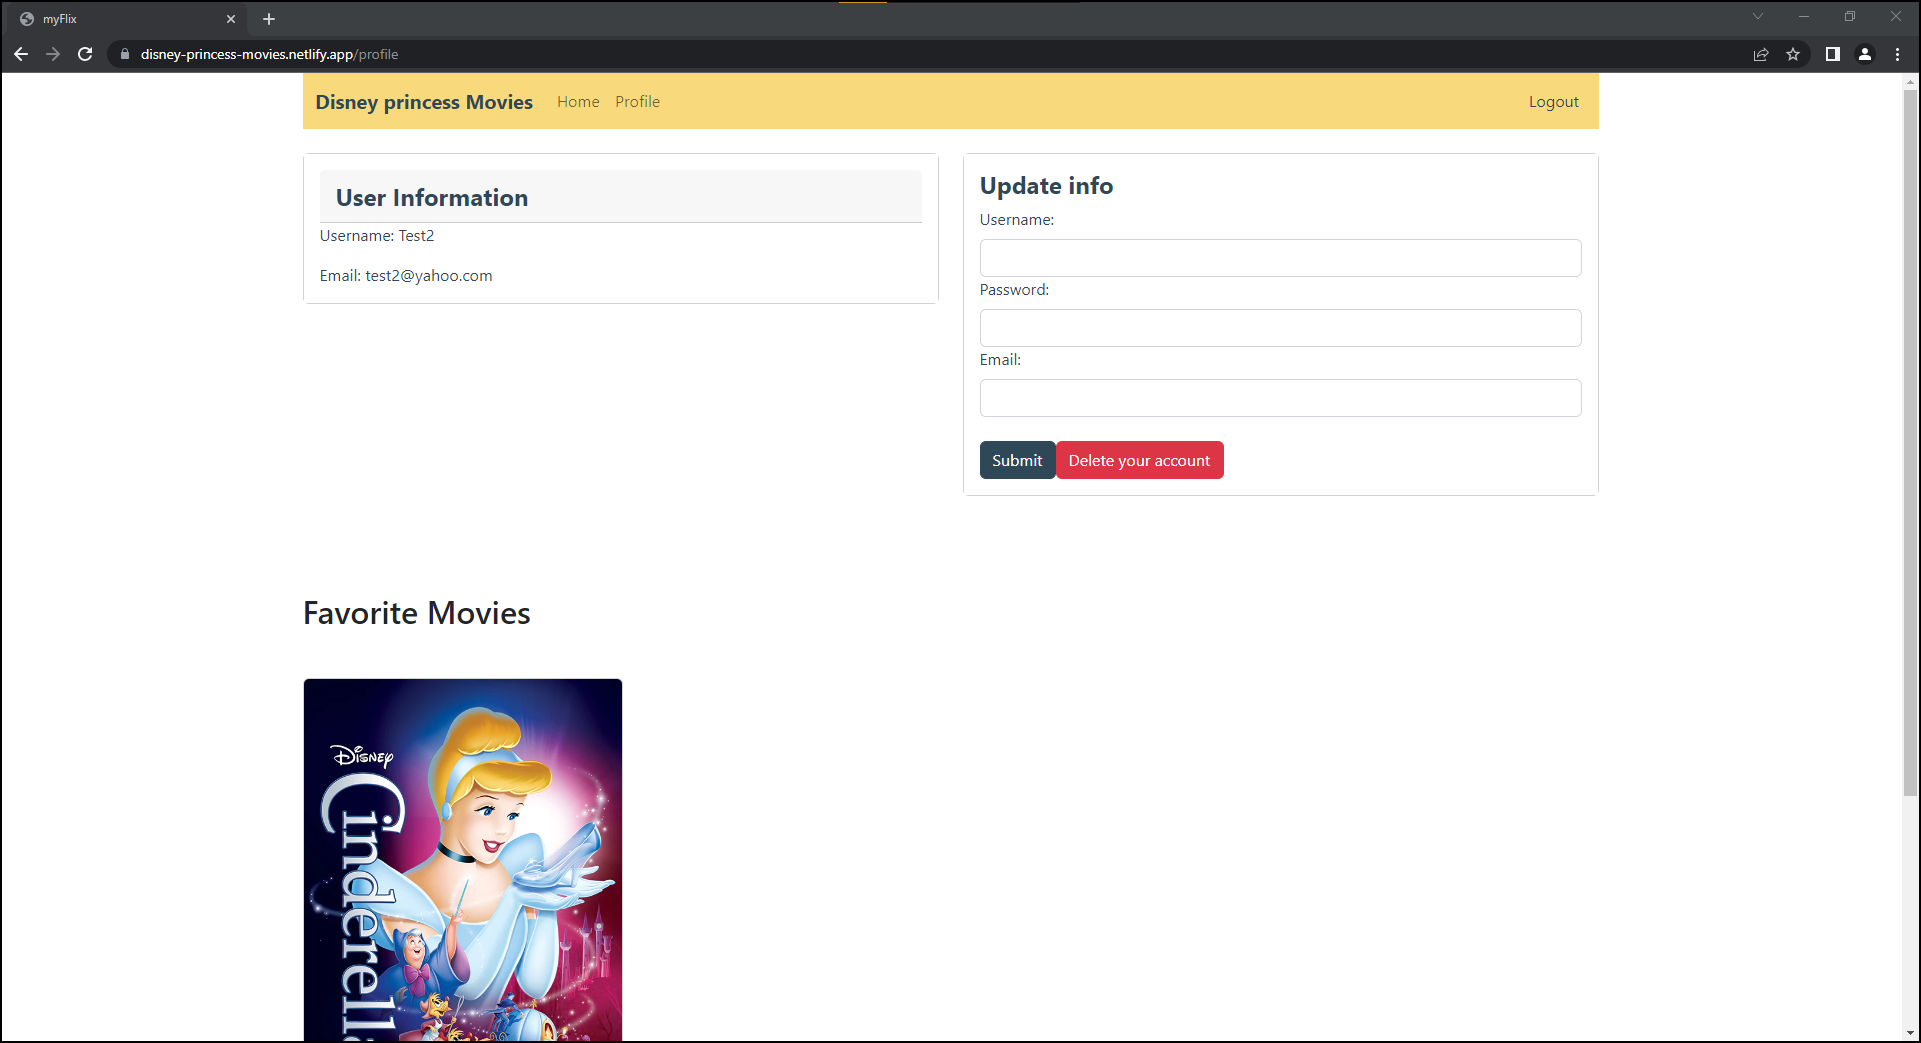 myFlix
disney-princess-movies.netlify.app/profile
Disney princess Movies Home Profile Logout
User Information
Username: Test2
Email: test2@yahoo.com
Update info
Username:
Password:
Email:
Submit Delete your account
Favorite Movies
Disney
Cinderella